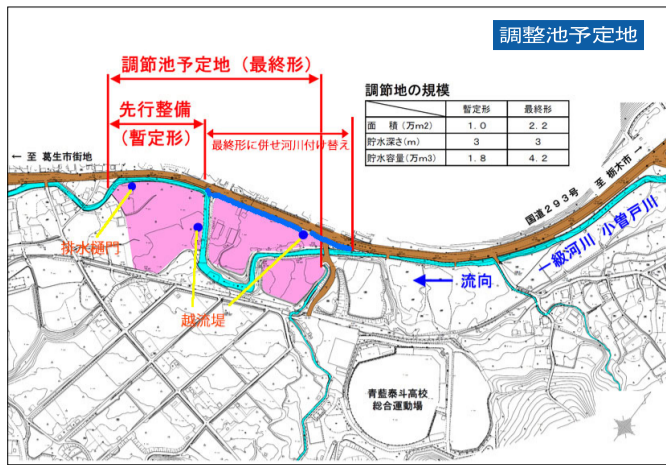 調整池予定地
調節池予定地（最終形）
先行整備
（暫定形）
最終形に併せ河川付け替え
調節地の規模
暫定形 最終形
面 積（万m2） 1.0 2.2
貯水深さ(m) 3 3
貯水容量(万m3) 1.8 4.2
← 至 葛生市街地
国道293号
至 栃木市 →
一級河川 小曽戸川
← 流向
排水樋門
越流堤
青藍泰斗高校
総合運動場